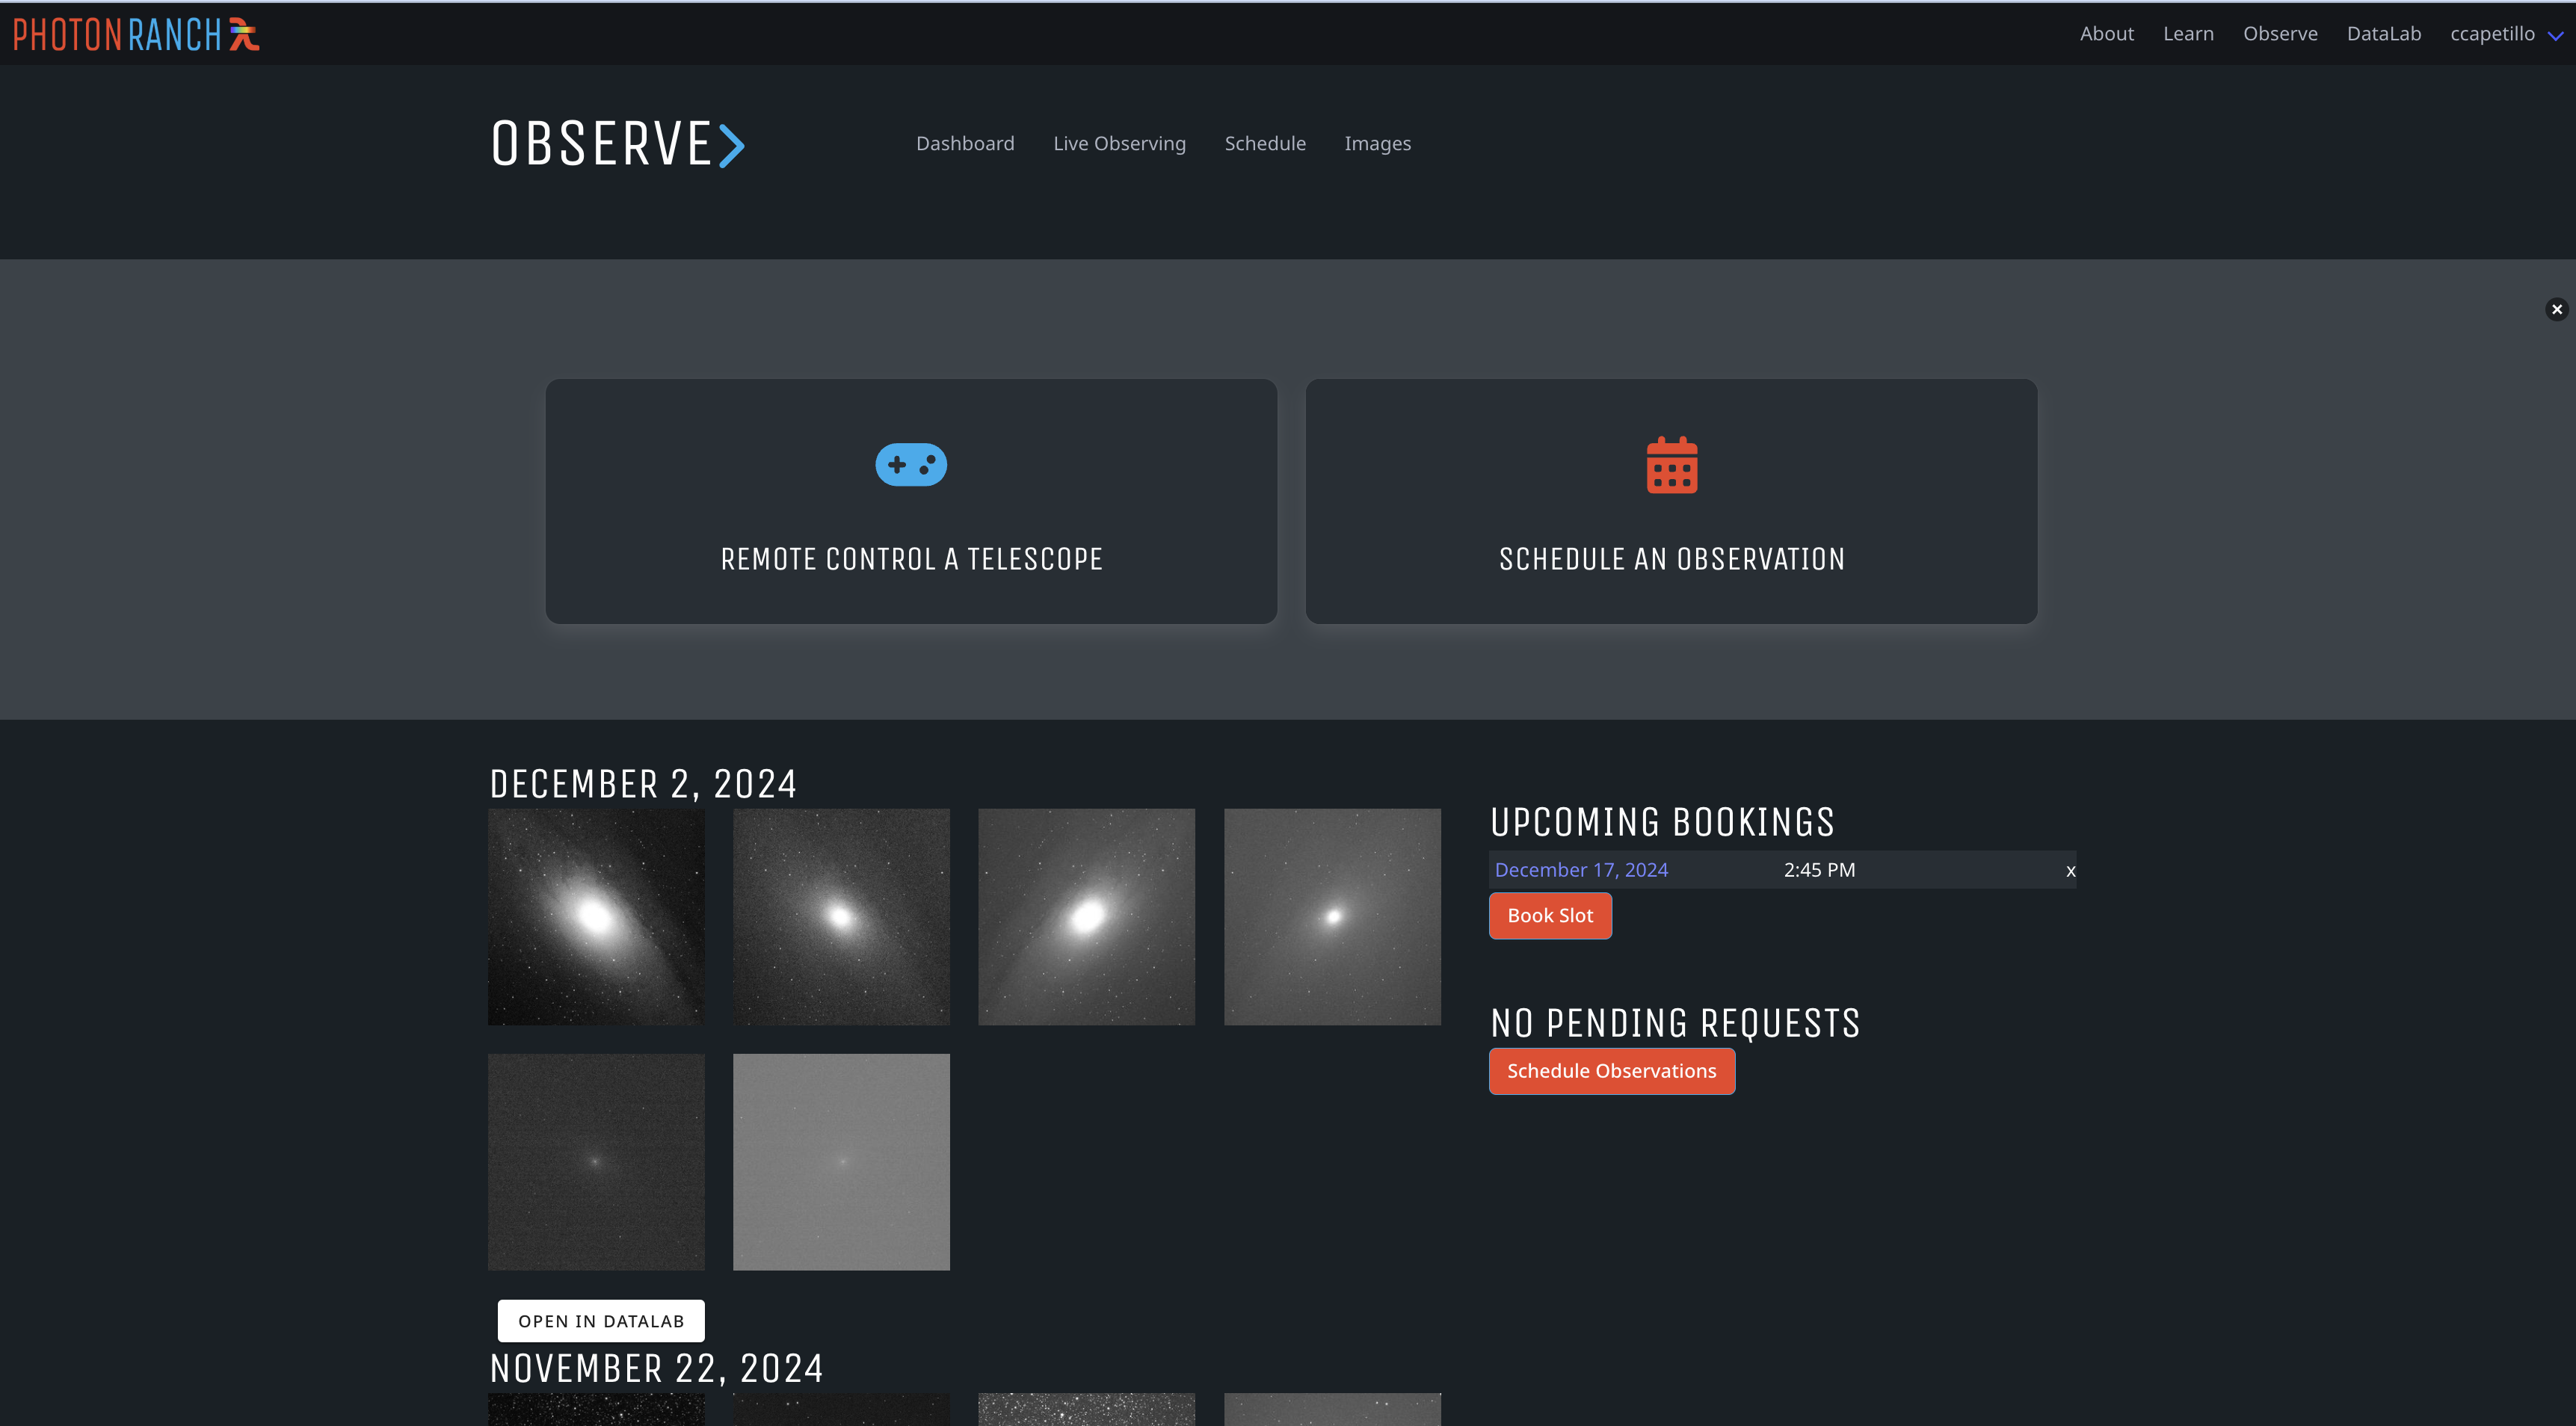 PHOTONRANCH
About Learn Observe DataLab ccapetillo
OBSERVE
Dashboard Live Observing Schedule Images
REMOTE CONTROL A TELESCOPE
SCHEDULE AN OBSERVATION
DECEMBER 2, 2024
OPEN IN DATALAB
NOVEMBER 22, 2024
UPCOMING BOOKINGS
December 17, 2024 2:45 PM x
Book Slot
NO PENDING REQUESTS
Schedule Observations